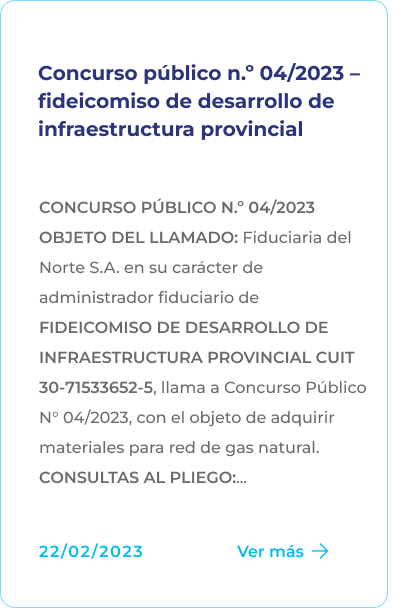 Concurso público n.º 04/2023 –
fideicomiso de desarrollo de
infraestructura provincial
CONCURSO PÚBLICO N.º 04/2023
OBJETO DEL LLAMADO: Fiduciaria del
Norte S.A. en su carácter de
administrador fiduciario de
FIDEICOMISO DE DESARROLLO DE
INFRAESTRUCTURA PROVINCIAL CUIT
30-71533652-5, llama a Concurso Público
N° 04/2023, con el objeto de adquirir
materiales para red de gas natural.
CONSULTAS AL PLIEGO:...
22/02/2023 Ver más →